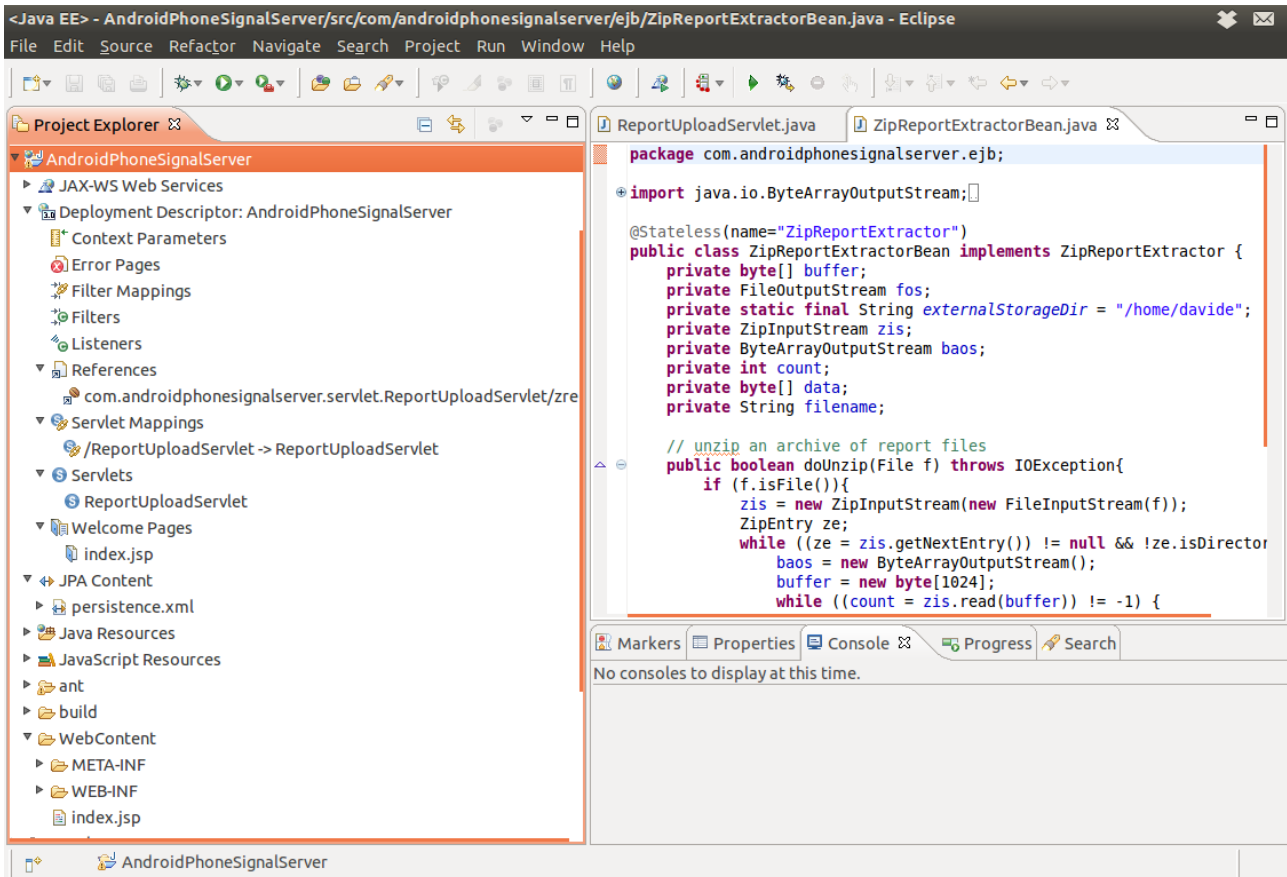 <Java EE> - AndroidPhoneSignalServer/src/com/androidphonesignalserver/ejb/ZipReportExtractorBean.java - Eclipse
File Edit Source Refactor Navigate Search Project Run Window Help
Project Explorer
AndroidPhoneSignalServer
JAX-WS Web Services
Deployment Descriptor: AndroidPhoneSignalServer
Context Parameters
Error Pages
Filter Mappings
Filters
Listeners
References
com.androidphonesignalserver.servlet.ReportUploadServlet/zre
Servlet Mappings
/ReportUploadServlet -> ReportUploadServlet
Servlets
ReportUploadServlet
Welcome Pages
index.jsp
JPA Content
persistence.xml
Java Resources
JavaScript Resources
ant
build
WebContent
META-INF
WEB-INF
index.jsp
ReportUploadServlet.java ZipReportExtractorBean.java
package com.androidphonesignalserver.ejb;
import java.io.ByteArrayOutputStream;
@Stateless(name="ZipReportExtractor")
public class ZipReportExtractorBean implements ZipReportExtractor {
private byte[] buffer;
private FileOutputStream fos;
private static final String externalStorageDir = "/home/davide";
private ZipInputStream zis;
private ByteArrayOutputStream baos;
private int count;
private byte[] data;
private String filename;
// unzip an archive of report files
public boolean doUnzip(File f) throws IOException{
if (f.isFile()){
zis = new ZipInputStream(new FileInputStream(f));
ZipEntry ze;
while ((ze = zis.getNextEntry()) != null && !ze.isDirector
baos = new ByteArrayOutputStream();
buffer = new byte[1024];
while ((count = zis.read(buffer)) != -1) {
Markers Properties Console Progress Search
No consoles to display at this time.
AndroidPhoneSignalServer